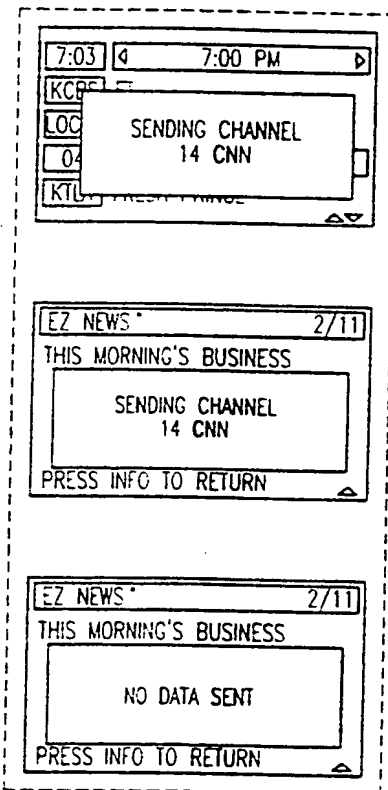 7:03 7:00 PM
KCBS
LOC
SENDING CHANNEL
14 CNN
04
EZ NEWS 2/11
THIS MORNING'S BUSINESS
SENDING CHANNEL
14 CNN
PRESS INFO TO RETURN
EZ NEWS 2/11
THIS MORNING'S BUSINESS
NO DATA SENT
PRESS INFO TO RETURN